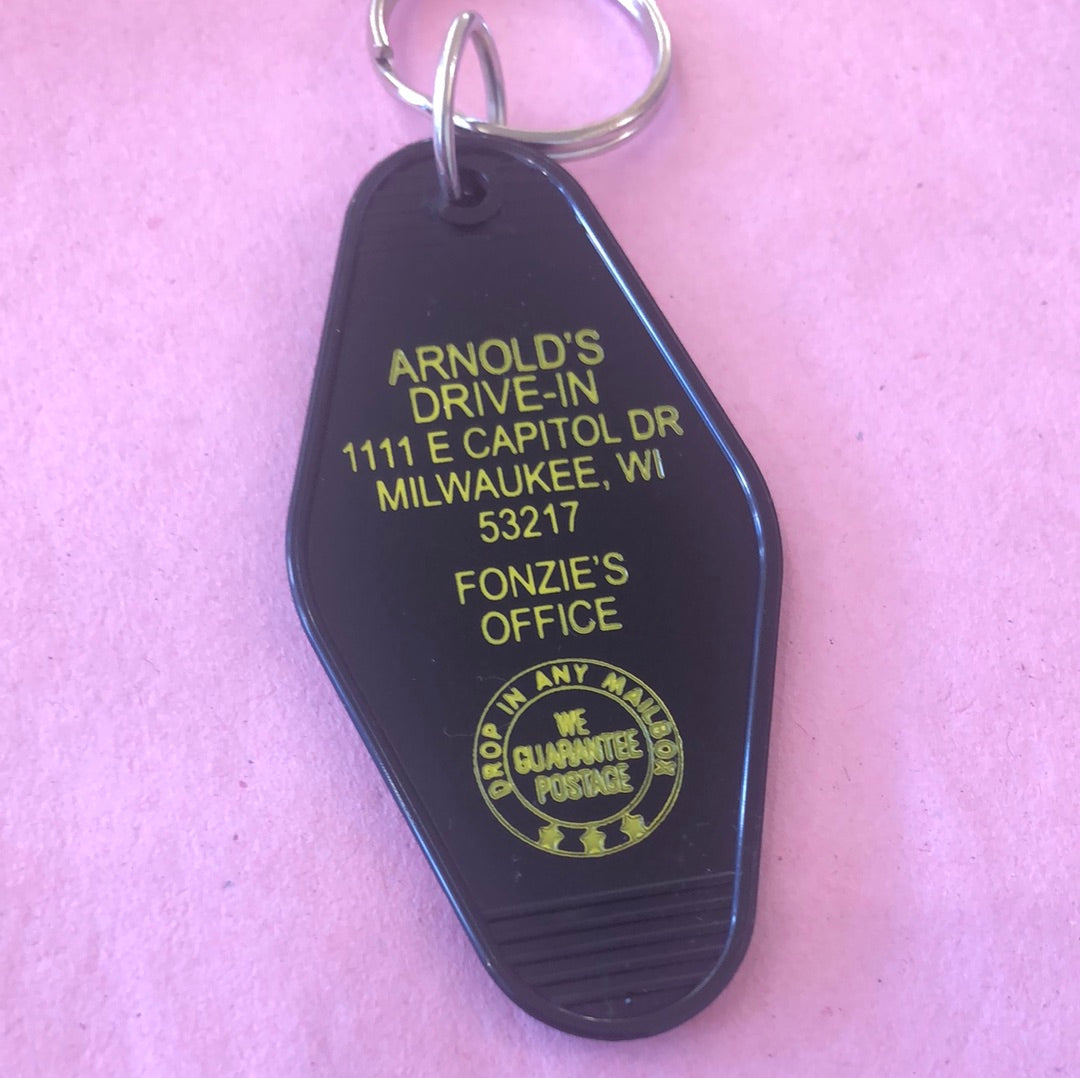 ARNOLD'S
DRIVE-IN
1111 E CAPITOL DR
MILWAUKEE, WI
53217
FONZIE'S
OFFICE
DROP IN ANY MAILBOX
WE
GUARANTEE
POSTAGE